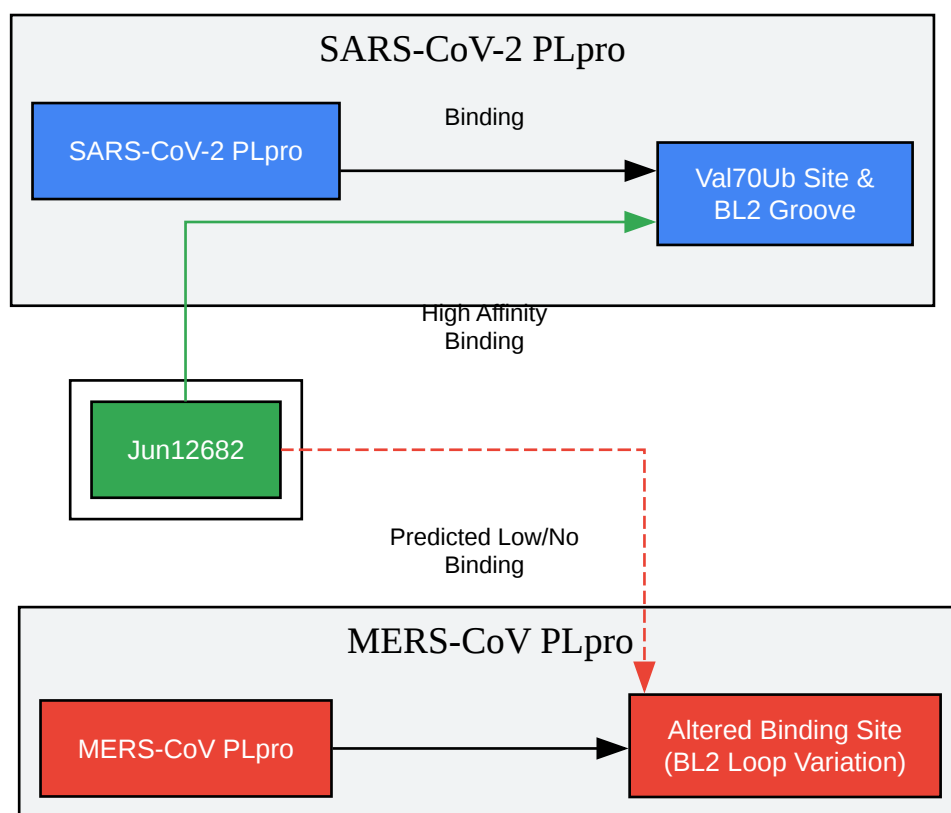 SARS-CoV-2 PLpro
Binding
SARS-CoV-2 PLpro
Val70Ub Site &
BL2 Groove
High Affinity
Binding
Jun12682
Predicted Low/No
Binding
MERS-CoV PLpro
MERS-CoV PLpro
Altered Binding Site
(BL2 Loop Variation)